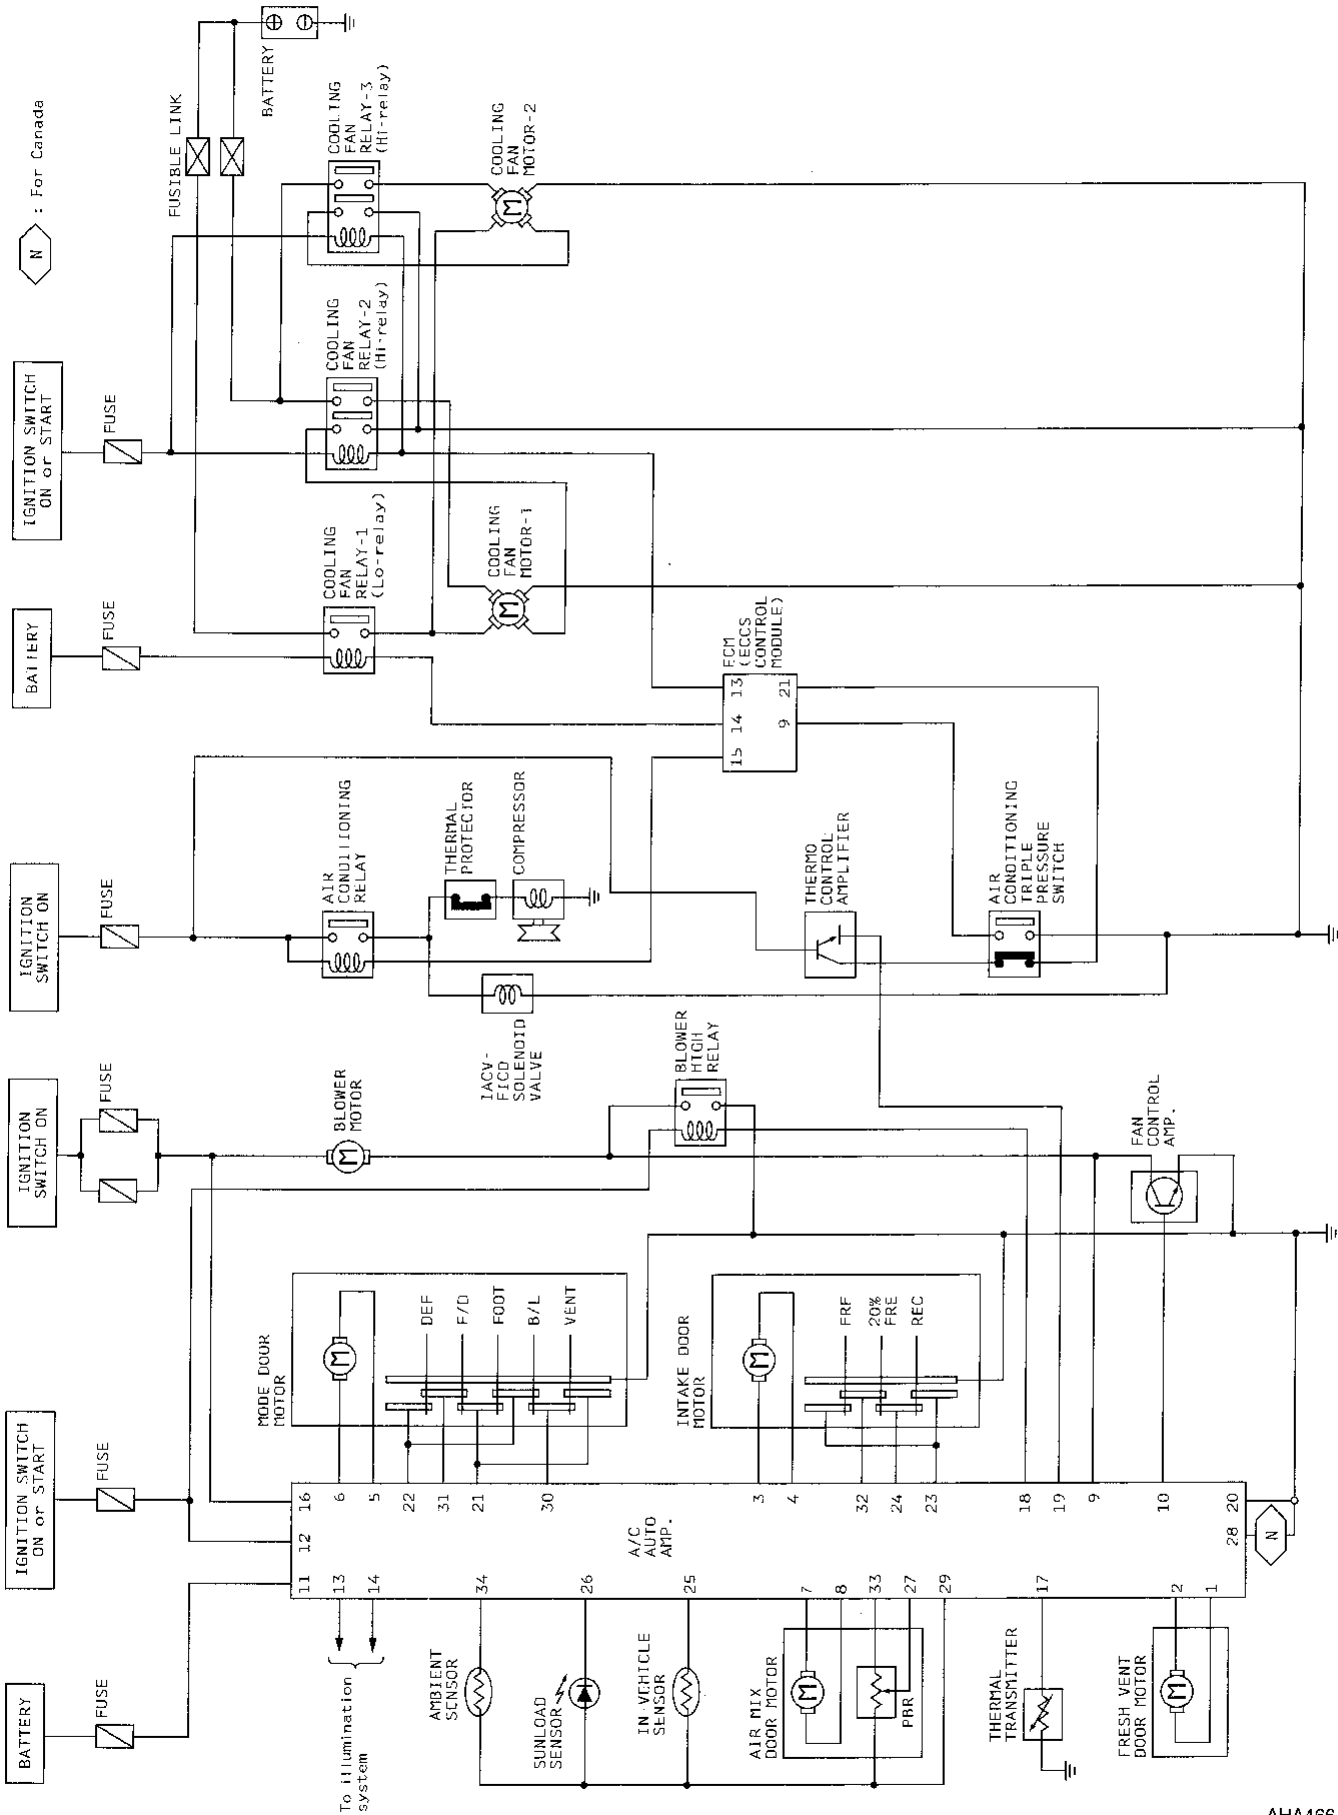 BATTERY
FUSE
IGNITION SWITCH
ON or START
FUSE
IGNITION
SWITCH ON
FUSE
IGNITION
SWITCH ON
FUSE
BATTERY
FUSE
IGNITION SWITCH
ON or START
FUSE
N : For Canada
FUSIBLE LINK
BATTERY
To illumination
system
MODE DOOR
MOTOR
M
DEF
F/D
FOOT
B/L
VENT
BLOWER
MOTOR
M
AIR
CONDITIONING
RELAY
THERMAL
PROTECTOR
COMPRESSOR
IACV-
FICD
SOLENOID
VALVE
COOLING
FAN
RELAY-1
(Lo-relay)
COOLING
FAN
RELAY-2
(Hi-relay)
COOLING
FAN
RELAY-3
(Hi-relay)
COOLING
FAN
MOTOR-1
M
COOLING
FAN
MOTOR-2
M
11
12
16
13
14
6
5
22
31
21
30
AMBIENT
SENSOR
34
SUNLOAD
SENSOR
26
IN-VEHICLE
SENSOR
25
A/C
AUTO
AMP.
INTAKE DOOR
MOTOR
M
FRE
20%
FRE
REC
3
4
32
24
23
BLOWER
HIGH
RELAY
ECM
(ECCS
CONTROL
MODULE)
15 14 13
9 21
THERMO
CONTROL
AMPLIFIER
AIR
CONDITIONING
TRIPLE
PRESSURE
SWITCH
AIR MIX
DOOR MOTOR
M
PBR
7
8
33
27
29
18
19
9
10
THERMAL
TRANSMITTER
17
FAN
CONTROL
AMP.
FRESH VENT
DOOR MOTOR
M
2
1
28 20
N
AHA466